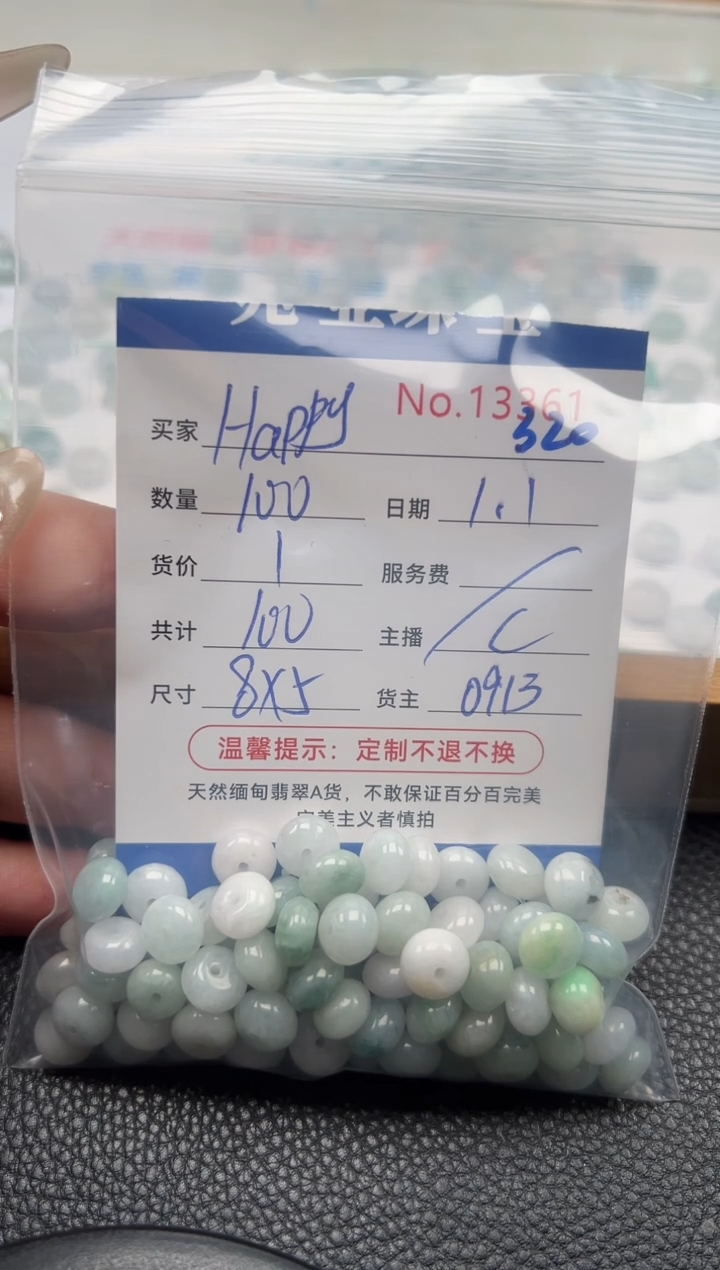 No.13361
买家 Happy 320
数量 100 日期 1.1
货价 1 服务费 /
共计 100 主播 C
尺寸 8X5 货主 0913
温馨提示：定制不退不换
天然缅甸翡翠A货，不敢保证百分百完美
完美主义者慎拍